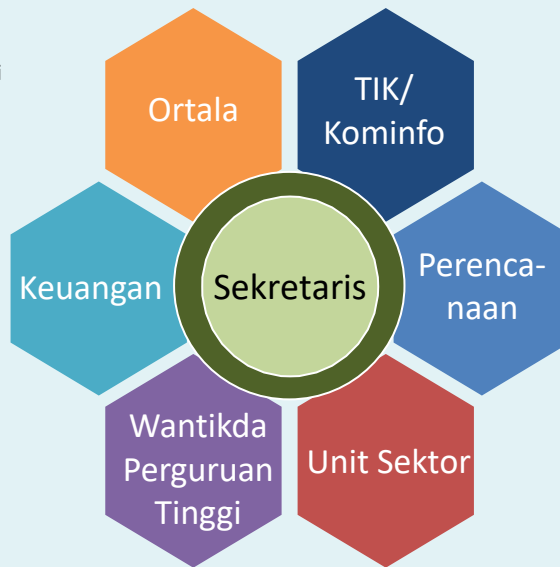 Ortala
TIK/
Kominfo
Keuangan
Sekretaris
Perenca-
naan
Wantikda
Perguruan
Tinggi
Unit Sektor